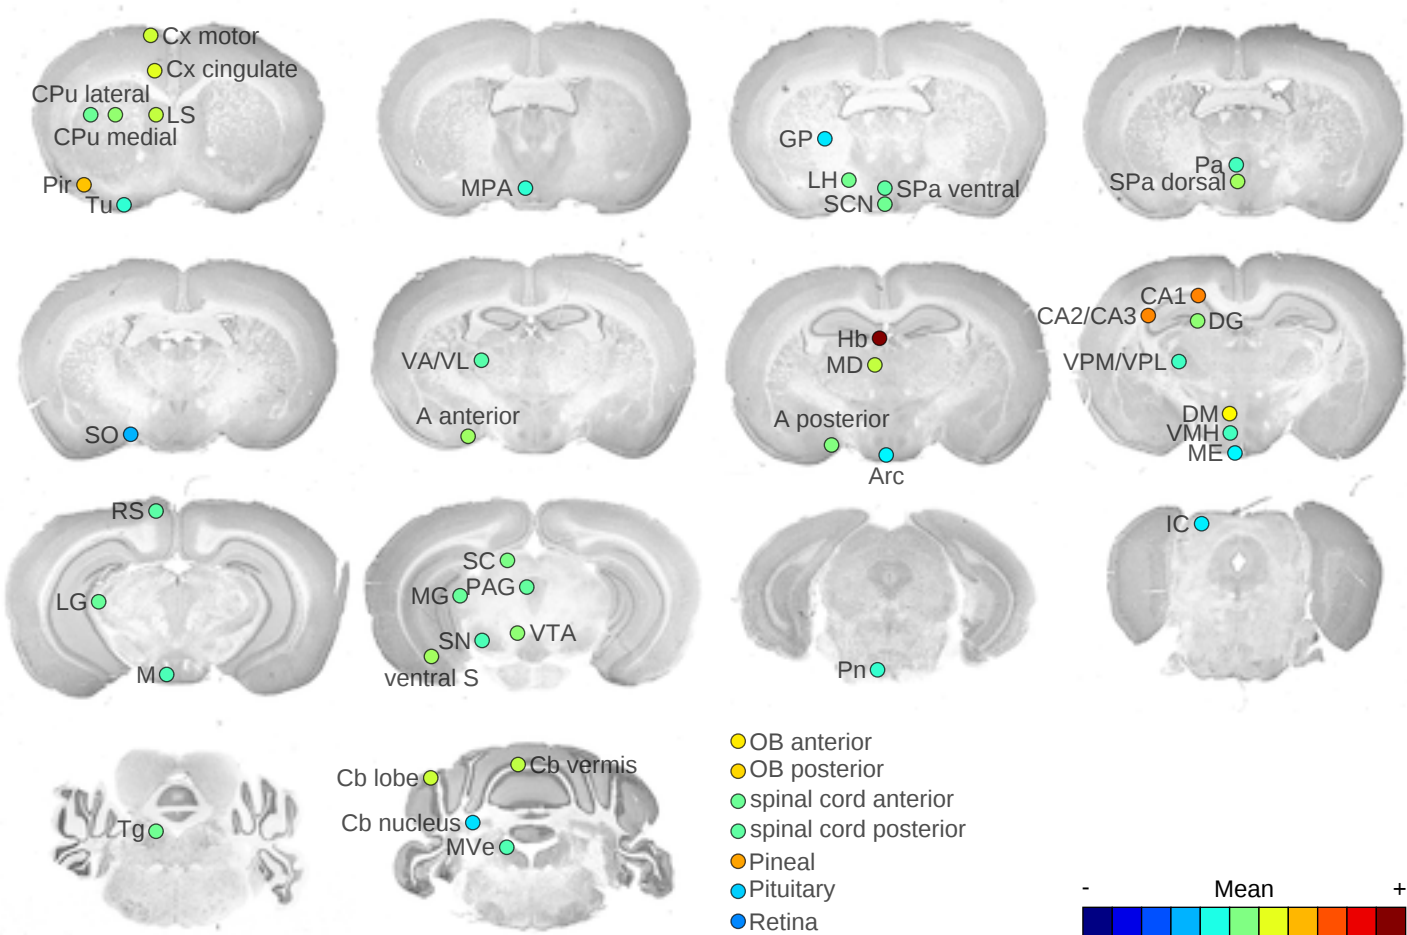 Cx motor
Cx cingulate
CPu lateral
LS
CPu medial
Pir
Tu
MPA
GP
LH
SPa ventral
SCN
Pa
SPa dorsal
SO
VA/VL
A anterior
Hb
MD
A posterior
Arc
CA1
CA2/CA3
DG
VPM/VPL
DM
VMH
ME
RS
LG
M
SC
PAG
MG
SN
VTA
ventral S
Pn
IC
Tg
Cb lobe
Cb vermis
Cb nucleus
MVe
OB anterior
OB posterior
spinal cord anterior
spinal cord posterior
Pineal
Pituitary
Retina
- Mean +